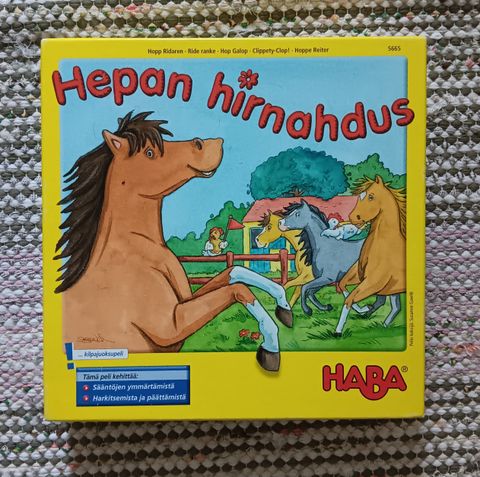 Hopp Ridaren · Ride ranke · Hop Galop · Clippety-Clop! · Hoppe Reiter
5665
Hepan hirnahdus
... kilpajuoksupeli
Tämä peli kehittää:
Sääntöjen ymmärtämistä
Harkitsemista ja päättämistä
HABA®